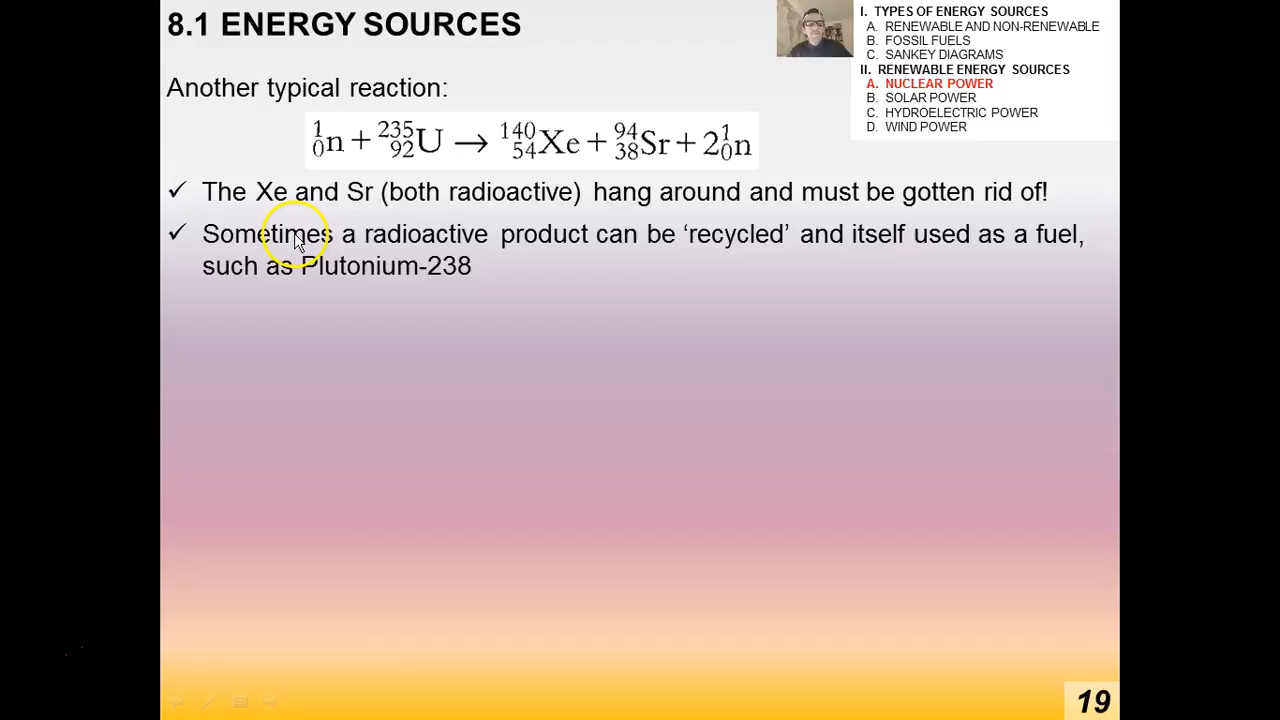 8.1 ENERGY SOURCES
I. TYPES OF ENERGY SOURCES
A. RENEWABLE AND NON-RENEWABLE
B. FOSSIL FUELS
C. SANKEY DIAGRAMS
II. RENEWABLE ENERGY SOURCES
A. NUCLEAR POWER
B. SOLAR POWER
C. HYDROELECTRIC POWER
D. WIND POWER
Another typical reaction:
¹₀n + ²³⁵₉₂U → ¹⁴⁰₅₄Xe + ⁹⁴₃₈Sr + 2¹₀n
✓ The Xe and Sr (both radioactive) hang around and must be gotten rid of!
✓ Sometimes a radioactive product can be ‘recycled’ and itself used as a fuel,
such as Plutonium-238
19